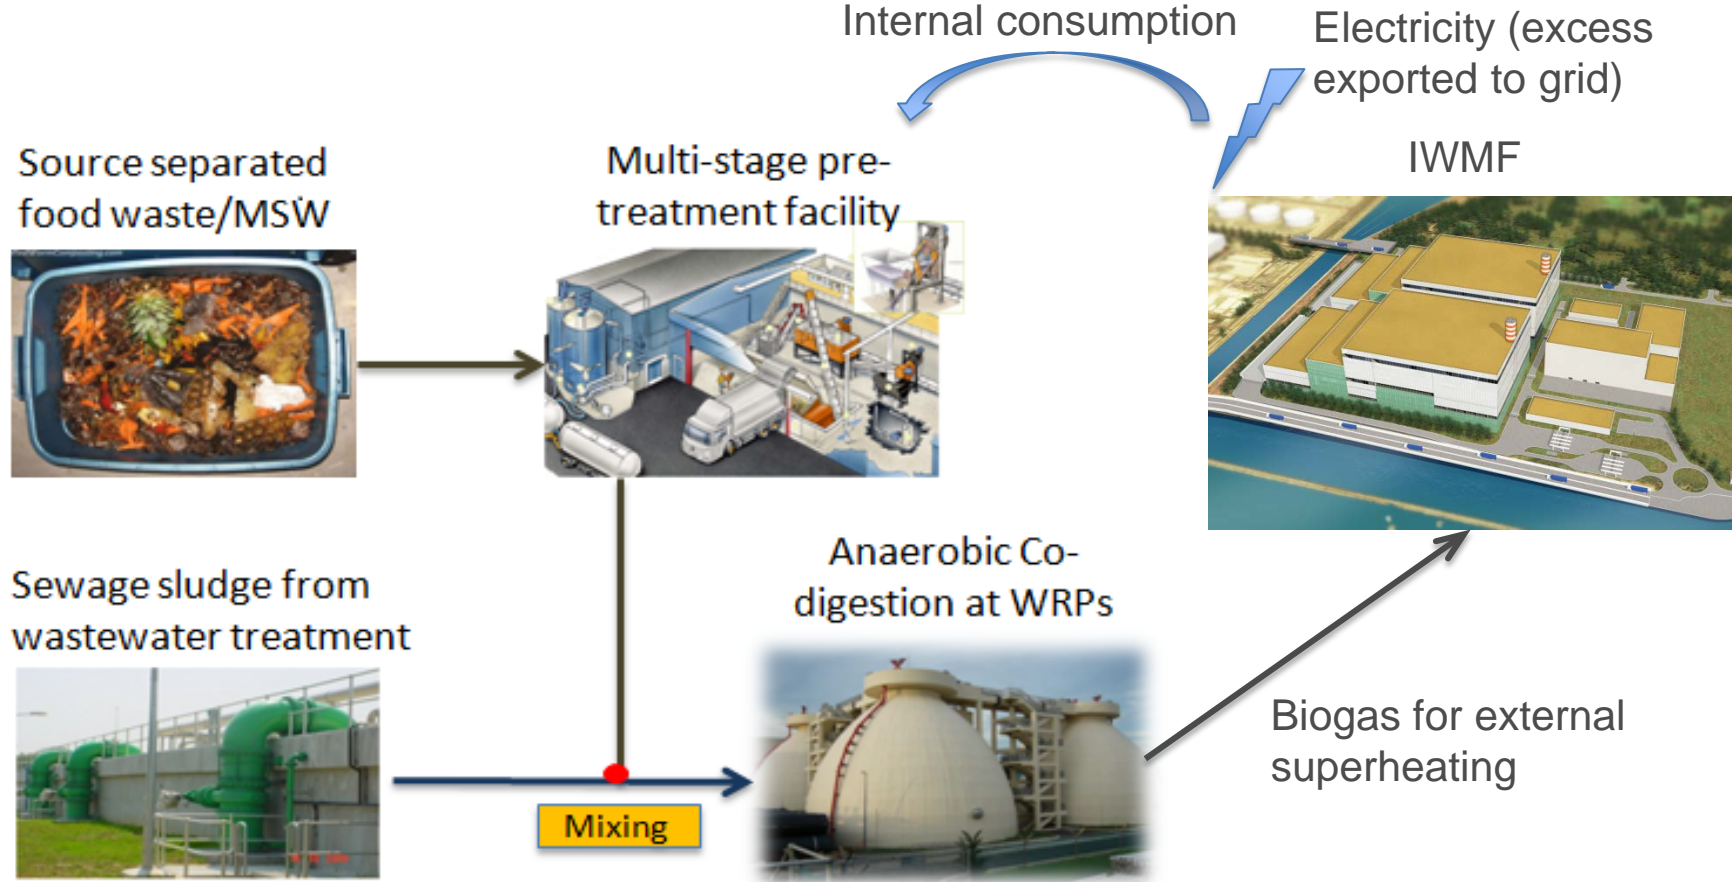 Internal consumption
Electricity (excess
exported to grid)
IWMF
Source separated
food waste/MSW
Multi-stage pre-
treatment facility
Sewage sludge from
wastewater treatment
Anaerobic Co-
digestion at WRPs
Mixing
Biogas for external
superheating